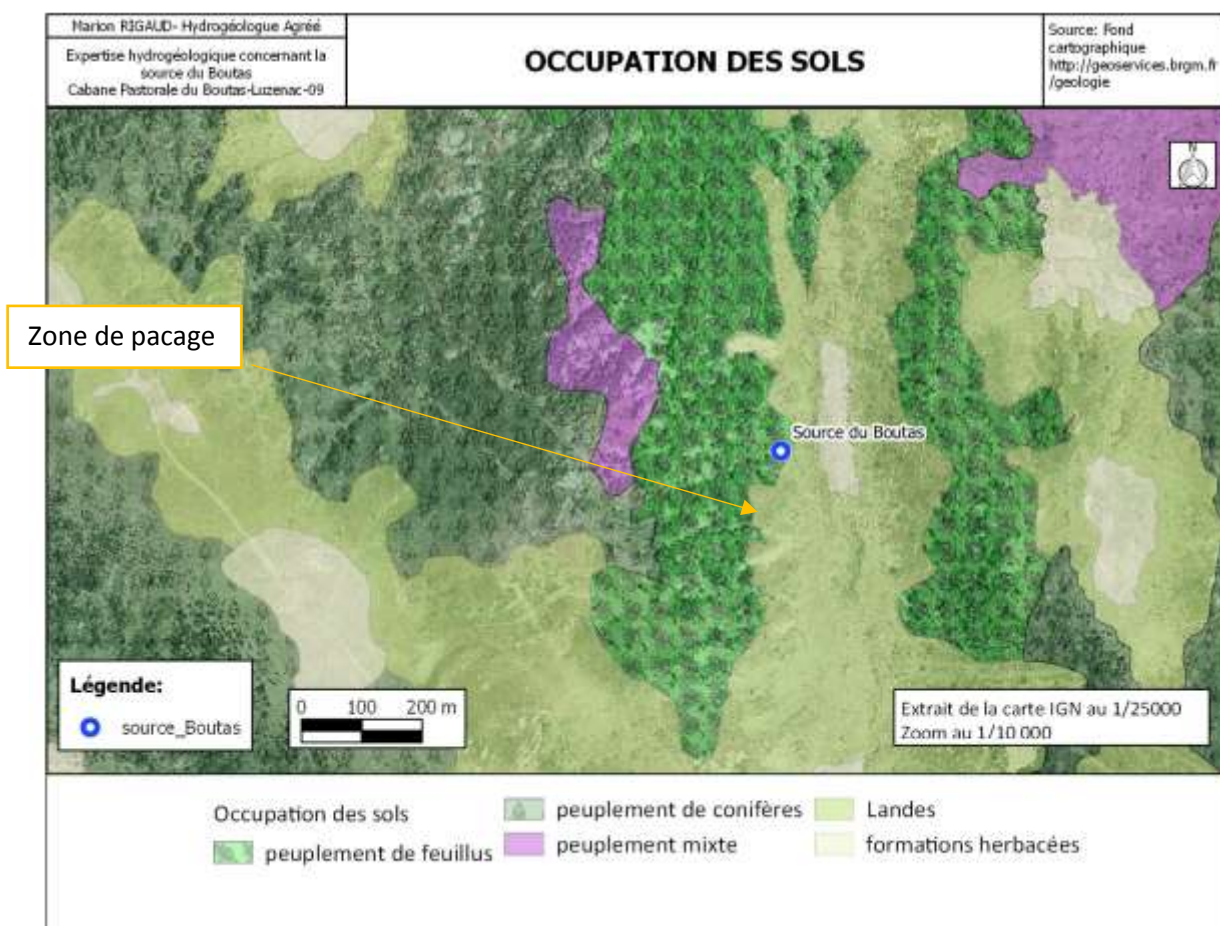 Marion RIGAUD- Hydrogéologue Agréé
Expertise hydrogéologique concernant la
source du Boutas
Cabane Pastorale du Boutas-Luzenac-09
OCCUPATION DES SOLS
Source: Fond
cartographique
http://geoservices.brgm.fr
/geologie
N
Zone de pacage
Source du Boutas
Légende:
source_Boutas
0 100 200 m
Extrait de la carte IGN au 1/25000
Zoom au 1/10 000
Occupation des sols
peuplement de feuillus
peuplement de conifères
peuplement mixte
Landes
formations herbacées